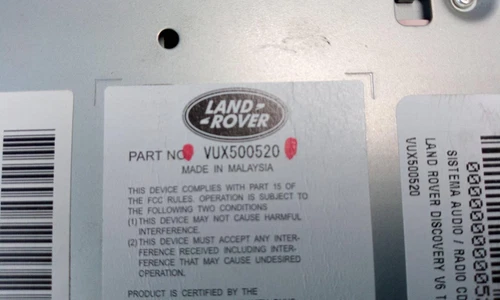 LAND-
-ROVER
PART NO VUX500520
MADE IN MALAYSIA
THIS DEVICE COMPLIES WITH PART 15 OF
THE FCC RULES. OPERATION IS SUBJECT TO
THE FOLLOWING TWO CONDITIONS
(1) THIS DEVICE MAY NOT CAUSE HARMFUL
INTERFERENCE.
(2) THIS DEVICE MUST ACCEPT ANY INTER-
FERENCE RECEIVED INCLUDING INTER-
FERENCE THAT MAY CAUSE UNDESIRED
OPERATION.
PRODUCT IS CERTIFIED BY THE
SISTEMA AUDIO / RADIO CD
LAND ROVER DISCOVERY V6 T
VUX500520